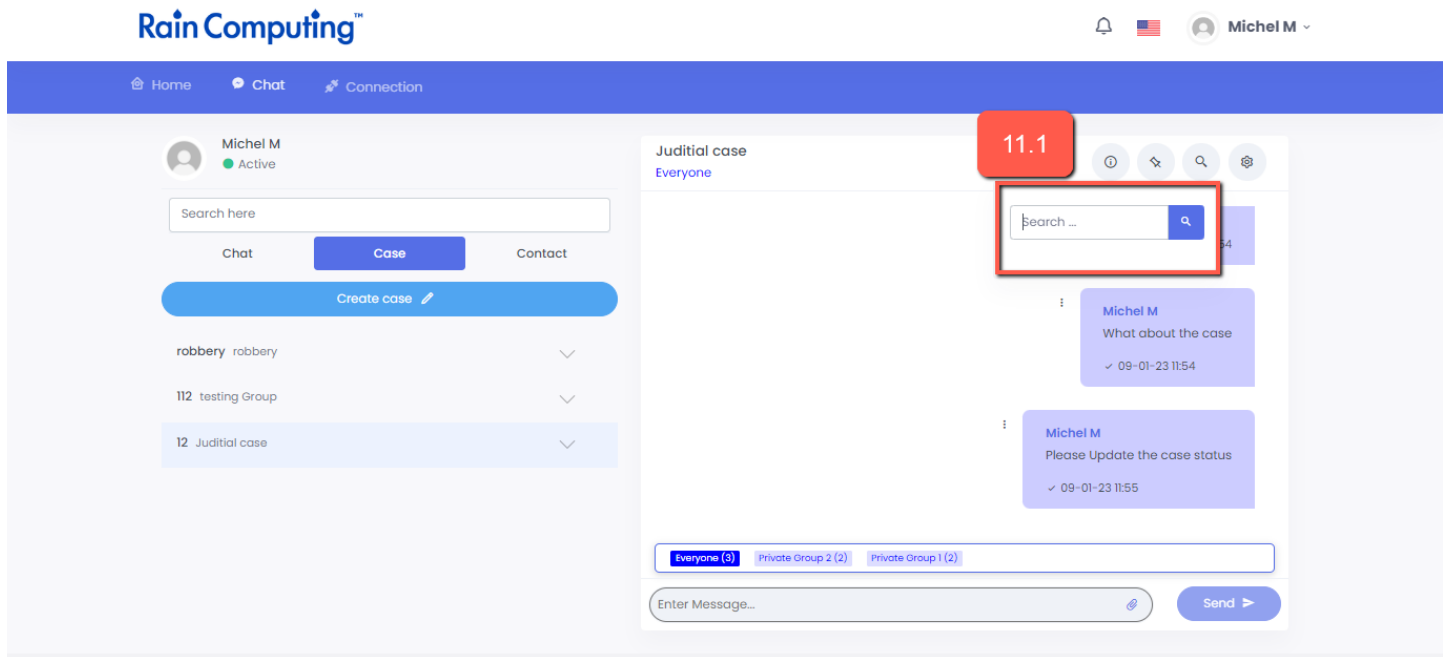 Rain Computing™
Michel M
Home
Chat
Connection
Michel M
Active
Search here
Chat
Case
Contact
Create case
robbery robbery
112 testing Group
12 Juditial case
Juditial case
Everyone
11.1
Search ...
54
Michel M
What about the case
09-01-23 11:54
Michel M
Please Update the case status
09-01-23 11:55
Everyone (3)
Private Group 2 (2)
Private Group 1 (2)
Enter Message...
Send